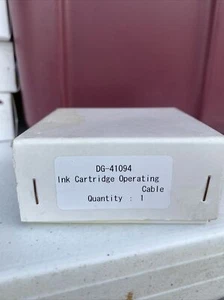 DG-41094
Ink Cartridge Operating
Cable
Quantity : 1